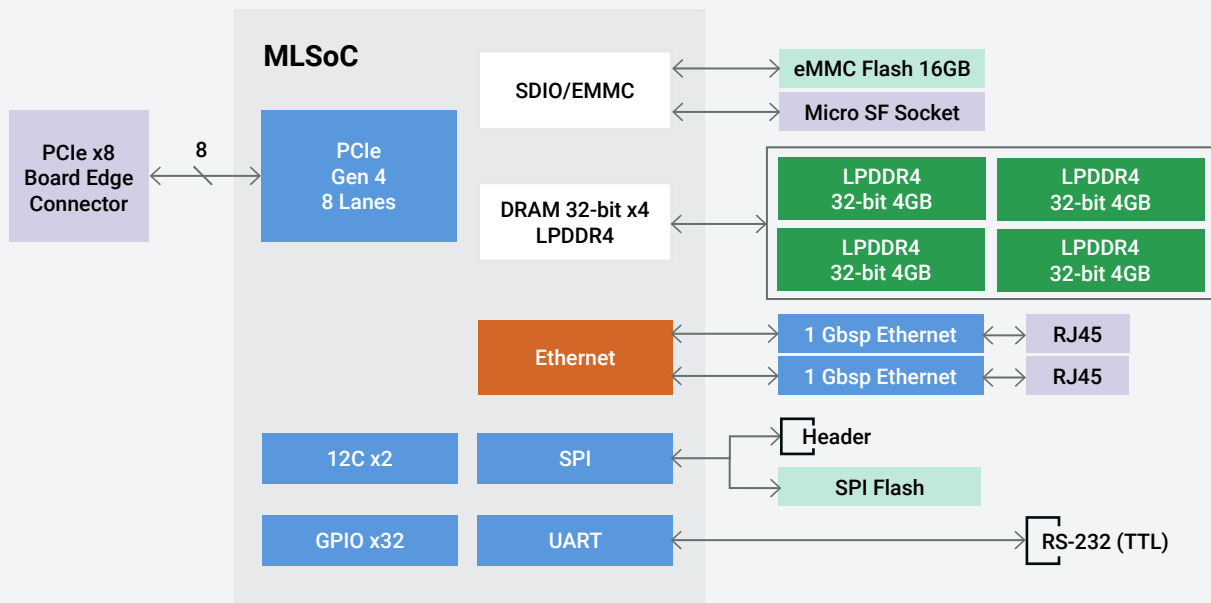 MLSoC
SDIO/EMMC
eMMC Flash 16GB
Micro SF Socket
PCIe x8
Board Edge
Connector
8
PCIe
Gen 4
8 Lanes
DRAM 32-bit x4
LPDDR4
LPDDR4
32-bit 4GB
LPDDR4
32-bit 4GB
LPDDR4
32-bit 4GB
LPDDR4
32-bit 4GB
Ethernet
1 Gbsp Ethernet
RJ45
1 Gbsp Ethernet
RJ45
12C x2
SPI
Header
SPI Flash
GPIO x32
UART
RS-232 (TTL)